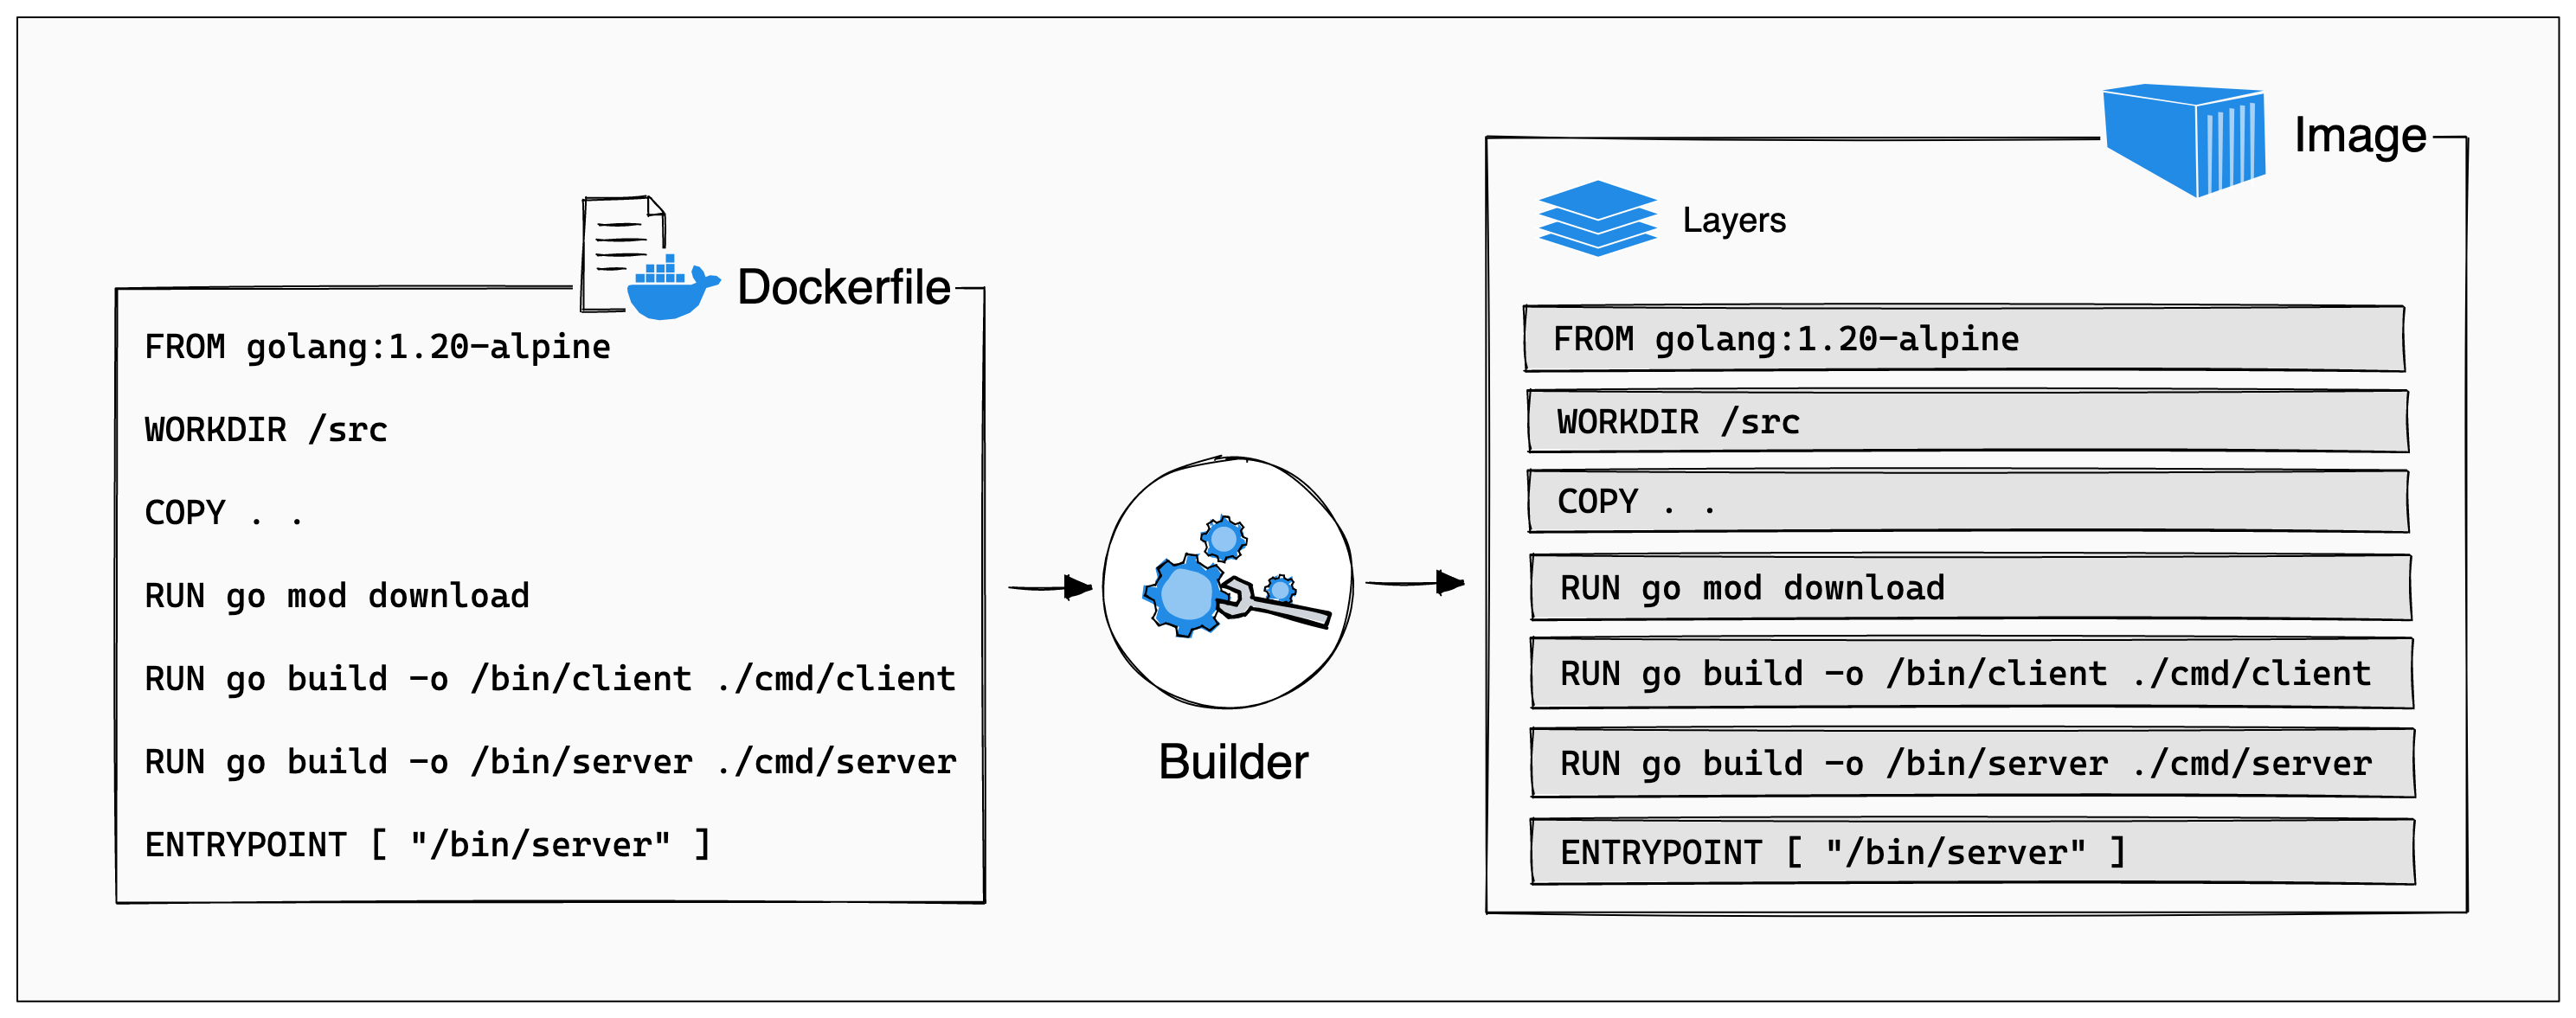 Dockerfile
FROM golang:1.20-alpine
WORKDIR /src
COPY . .
RUN go mod download
RUN go build -o /bin/client ./cmd/client
RUN go build -o /bin/server ./cmd/server
ENTRYPOINT [ "/bin/server" ]
Builder
Image
Layers
FROM golang:1.20-alpine
WORKDIR /src
COPY . .
RUN go mod download
RUN go build -o /bin/client ./cmd/client
RUN go build -o /bin/server ./cmd/server
ENTRYPOINT [ "/bin/server" ]